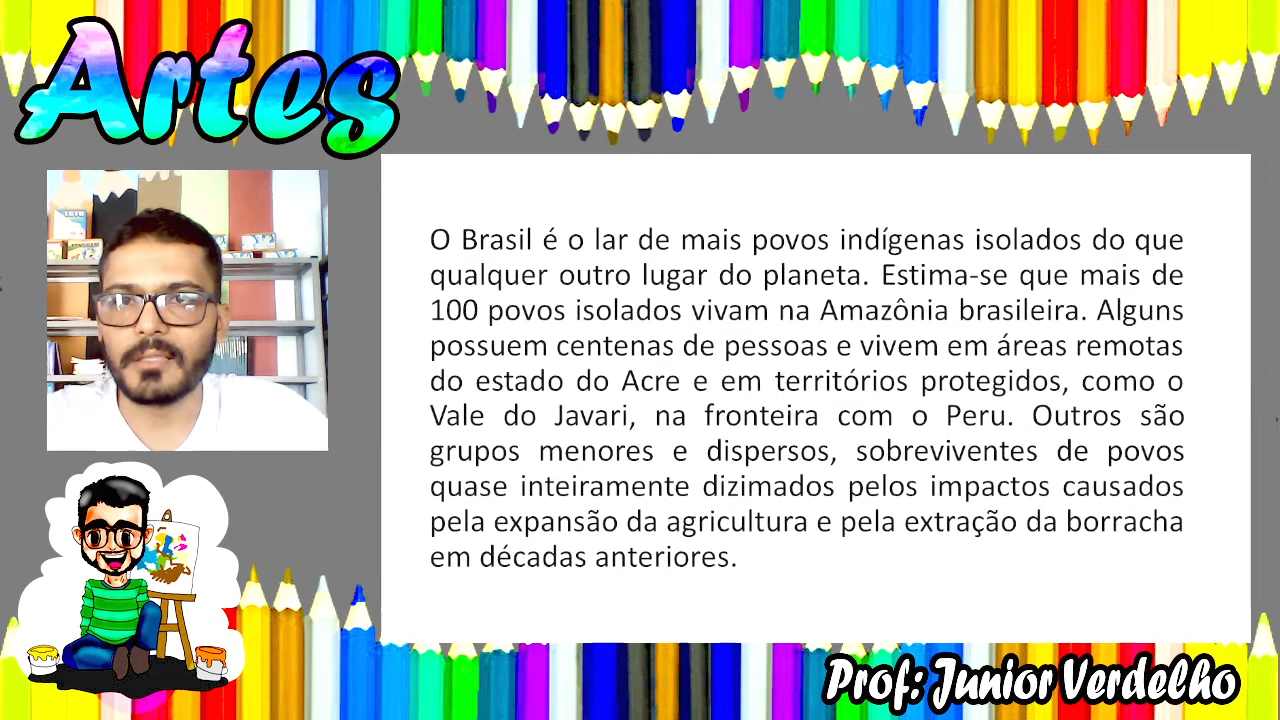 Artes
O Brasil é o lar de mais povos indígenas isolados do que
qualquer outro lugar do planeta. Estima-se que mais de
100 povos isolados vivam na Amazônia brasileira. Alguns
possuem centenas de pessoas e vivem em áreas remotas
do estado do Acre e em territórios protegidos, como o
Vale do Javari, na fronteira com o Peru. Outros são
grupos menores e dispersos, sobreviventes de povos
quase inteiramente dizimados pelos impactos causados
pela expansão da agricultura e pela extração da borracha
em décadas anteriores.
Prof: Junior Verdelho